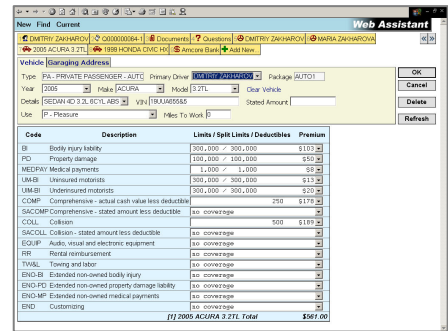 New Find Current
Web Assistant
DMITRIY ZAKHAROV Q0000000064-1 Documents ? Questions DMITRIY ZAKHAROV MARIA ZAKHAROVA
2005 ACURA 3.2TL 1999 HONDA CIVIC HX Amcore Bank Add New...
Vehicle Garaging Address
Type PA - PRIVATE PASSENGER - AUTO Primary Driver DMITRIY ZAKHAROV Package AUTO1
OK
Year 2005 Make ACURA Model 3.2TL Clear Vehicle
Cancel
Details SEDAN 4D 3.2L 6CYL ABS VIN 19UUA655&5 Stated Amount
Delete
Use P - Pleasure Miles To Work 0
Refresh
Code Description Limits / Split Limits / Deductibles Premium
BI Bodily injury liability 300,000 / 300,000 $103
PD Property damage 100,000 / 100,000 $50
MEDPAY Medical payments 1,000 / 1,000 $8
UM-BI Uninsured motorists 300,000 / 300,000 $13
UIM-BI Underinsured motorists 300,000 / 300,000 $20
COMP Comprehensive - actual cash value less deductible 250 $178
SACOMP Comprehensive - stated amount less deductible no coverage
COLL Collision 500 $189
SACOLL Collision - stated amount less deductible no coverage
EQUIP Audio, visual and electronic equipment no coverage
RR Rental reimbursement no coverage
TW&L Towing and labor no coverage
ENO-BI Extended non-owned bodily injury no coverage
ENO-PD Extended non-owned property damage liability no coverage
ENO-MP Extended non-owned medical payments no coverage
END Customizing no coverage
[1] 2005 ACURA 3.2TL Total $561.00